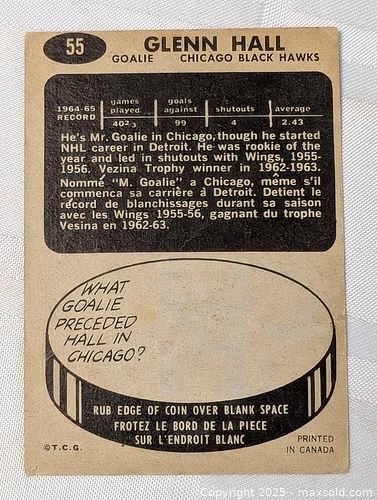 55
GLENN HALL
GOALIE CHICAGO BLACK HAWKS
1964-65 RECORD
games played
goals against
shutouts
average
40⅔ 99 4 2.43
He's Mr. Goalie in Chicago, though he started
NHL career in Detroit. He was rookie of the
year and led in shutouts with Wings, 1955-
1956. Vezina Trophy winner in 1962-1963.
Nommé "M. Goalie" a Chicago, même s'il
commenca sa carrière à Detroit. Detient le
record de blanchissages durant sa saison
avec les Wings 1955-56, gagnant du trophe
Vesina en 1962-63.
WHAT
GOALIE
PRECEDED
HALL IN
CHICAGO?
RUB EDGE OF COIN OVER BLANK SPACE
FROTEZ LE BORD DE LA PIECE
SUR L'ENDROIT BLANC
©T.C.G.
PRINTED
IN CANADA
Copyright 2025 - maxsold.com